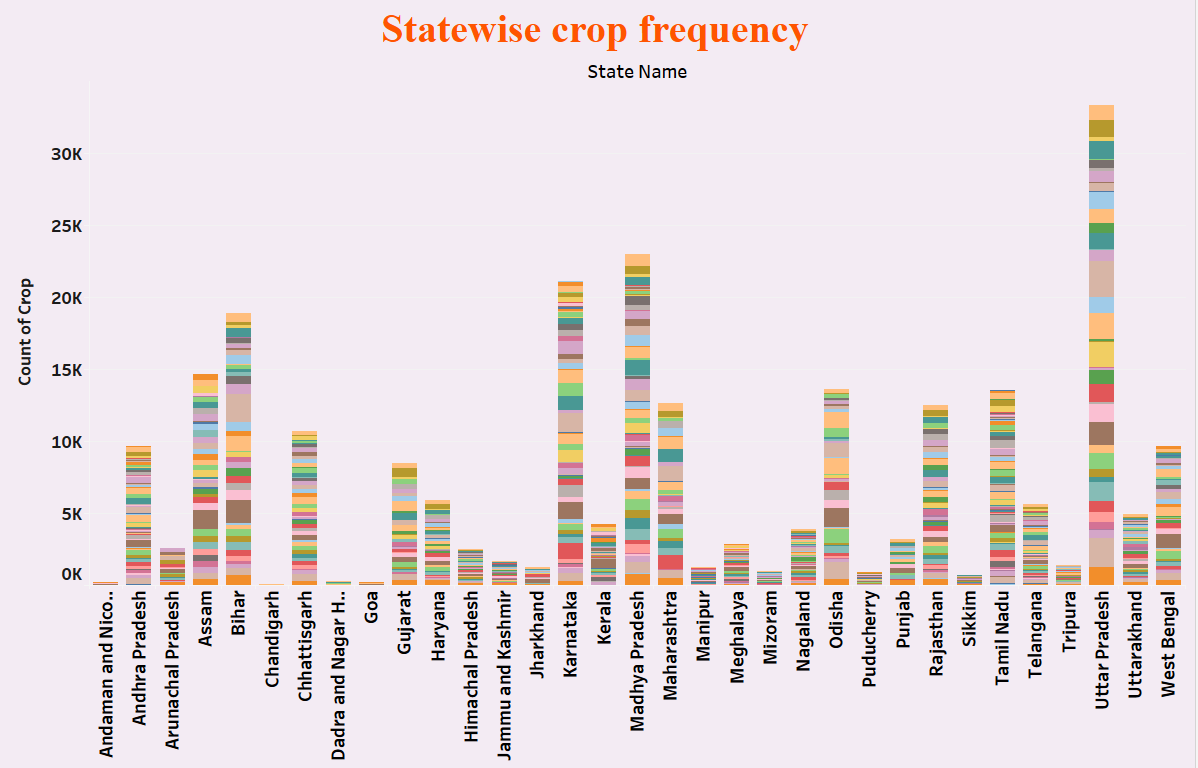 Statewise crop frequency
State Name
Count of Crop
30K
25K
20K
15K
10K
5K
0K
Andaman and Nico..
Andhra Pradesh
Arunachal Pradesh
Assam
Bihar
Chandigarh
Chhattisgarh
Dadra and Nagar H..
Goa
Gujarat
Haryana
Himachal Pradesh
Jammu and Kashmir
Jharkhand
Karnataka
Kerala
Madhya Pradesh
Maharashtra
Manipur
Meghalaya
Mizoram
Nagaland
Odisha
Puducherry
Punjab
Rajasthan
Sikkim
Tamil Nadu
Telangana
Tripura
Uttar Pradesh
Uttarakhand
West Bengal